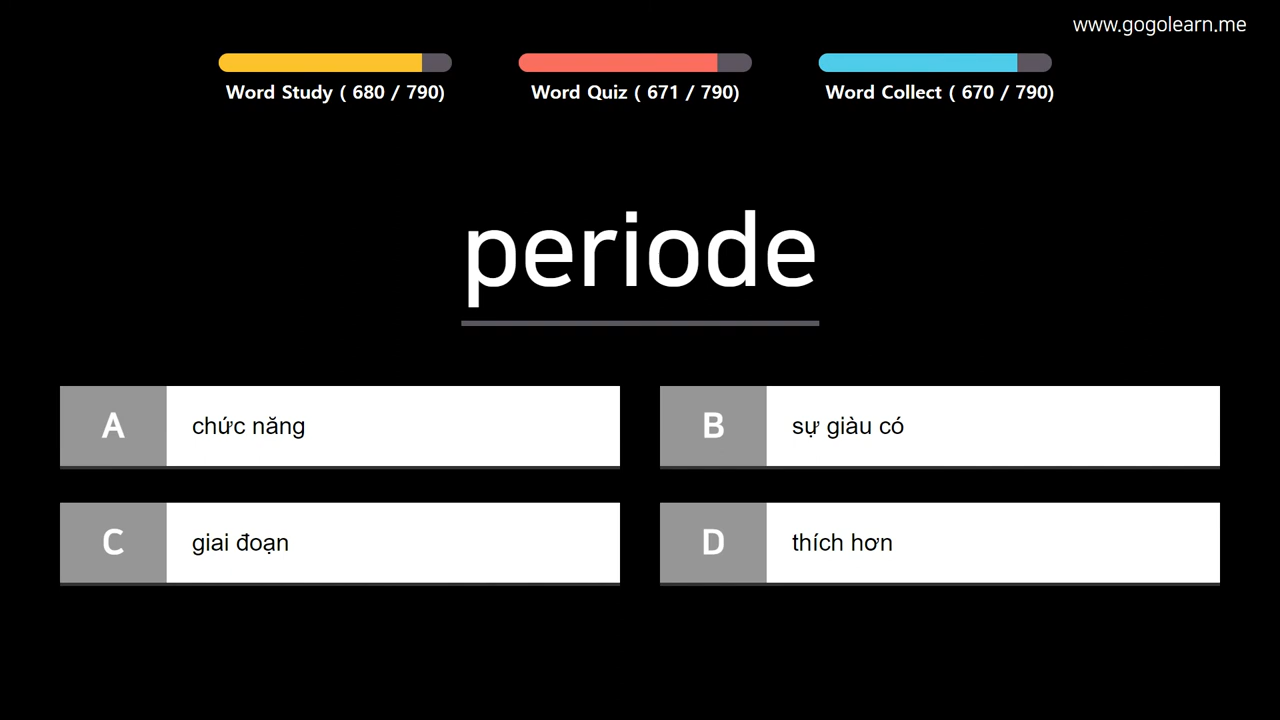 www.gogolearn.me
Word Study ( 680 / 790)
Word Quiz ( 671 / 790)
Word Collect ( 670 / 790)
periode
A chức năng
B sự giàu có
C giai đoạn
D thích hơn